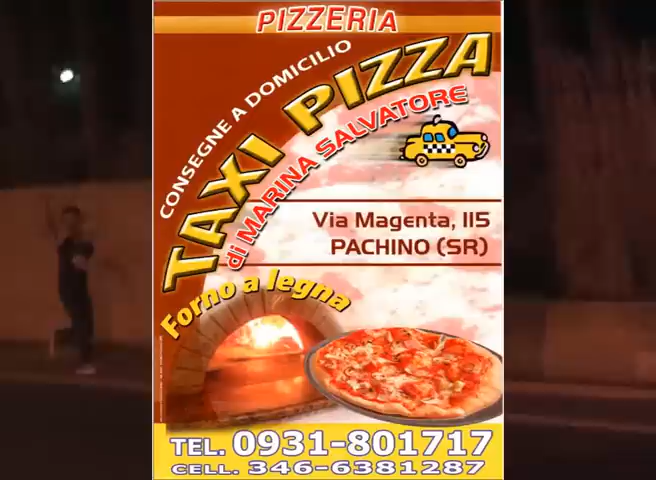 PIZZERIA
CONSEGNE A DOMICILIO
TAXI PIZZA
di MARINA SALVATORE
Via Magenta, 115
PACHINO (SR)
Forno a legna
TEL. 0931-801717
CELL. 346-6381287